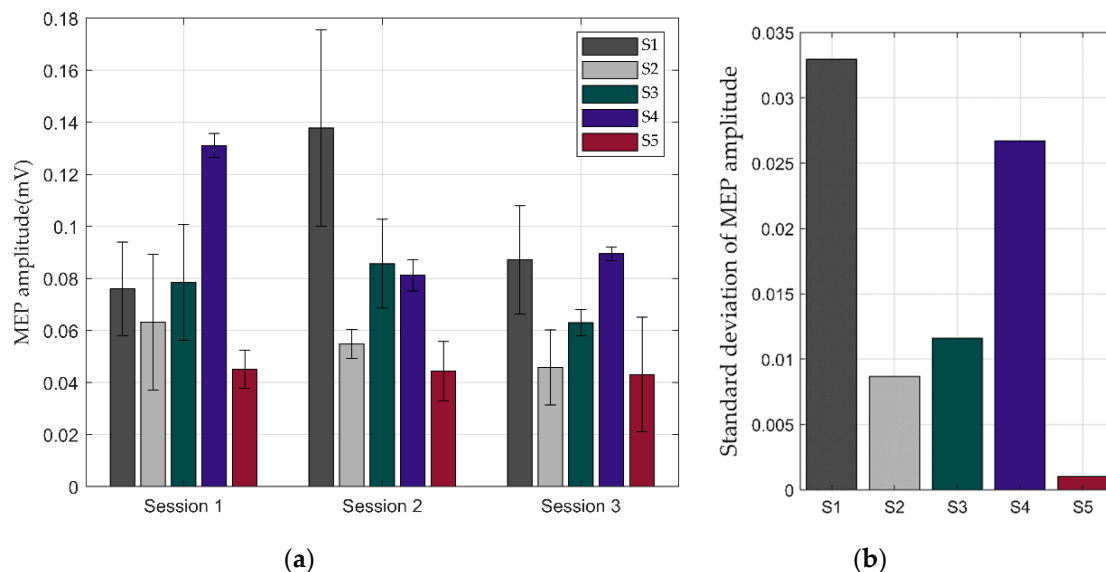 0.18
0.16
0.14
0.12
0.1
0.08
0.06
0.04
0.02
0
MEP amplitude(mV)
Session 1
Session 2
Session 3
S1
S2
S3
S4
S5
(a)
0.035
0.03
0.025
0.02
0.015
0.01
0.005
0
Standard deviation of MEP amplitude
S1
S2
S3
S4
S5
(b)